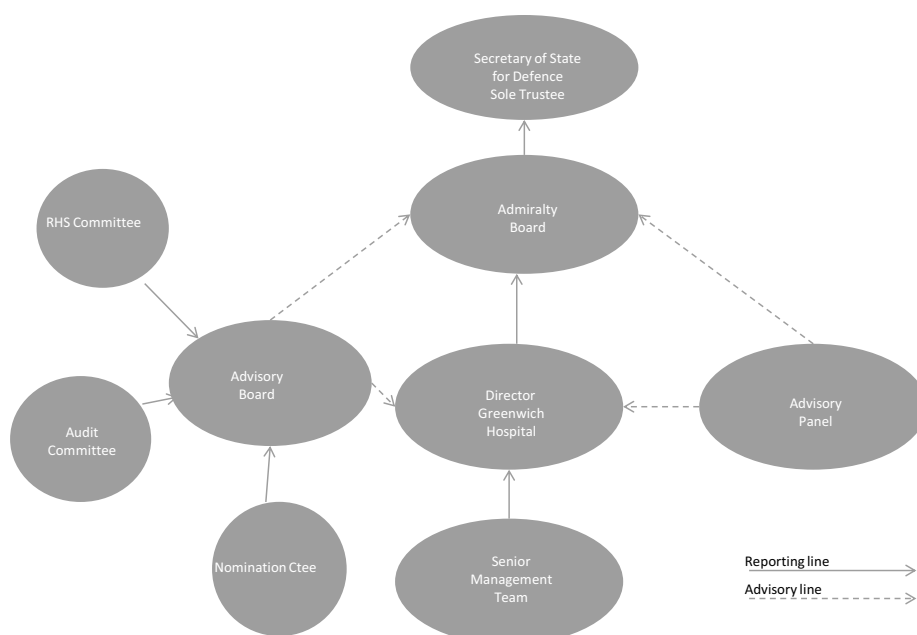 Secretary of State
for Defence
Sole Trustee
Admiralty
Board
RHS Committee
Advisory
Board
Director
Greenwich
Hospital
Advisory
Panel
Audit
Committee
Nomination Ctee
Senior
Management
Team
Reporting line
Advisory line